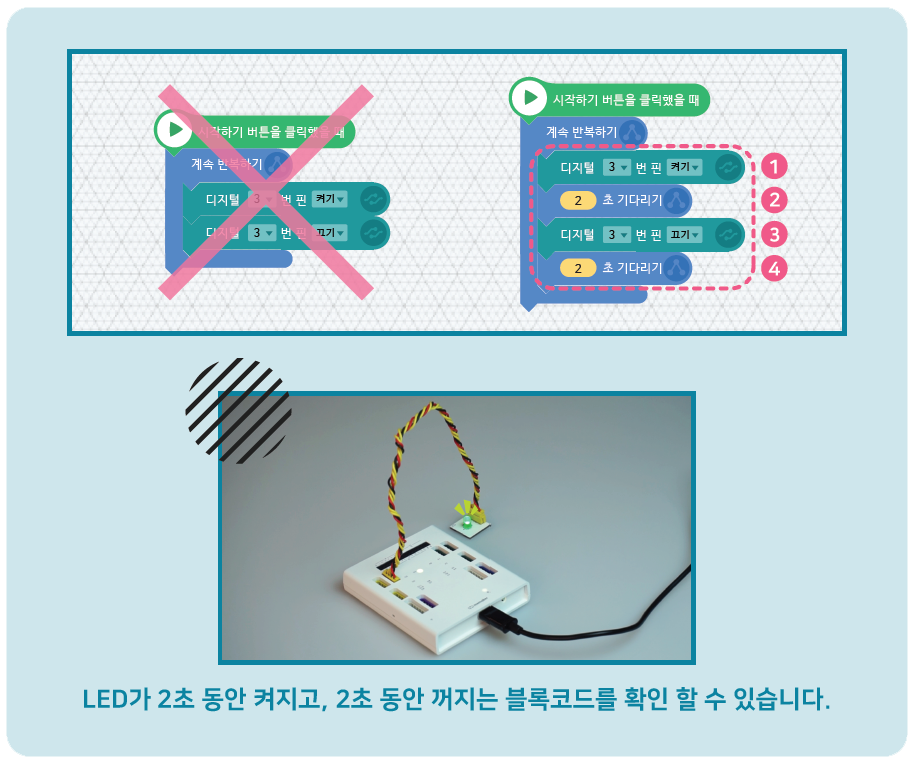 시작하기 버튼을 클릭했을 때
계속 반복하기
디지털 3 번 핀 켜기
디지털 3 번 핀 끄기
시작하기 버튼을 클릭했을 때
계속 반복하기
디지털 3 번 핀 켜기 1
2 초 기다리기 2
디지털 3 번 핀 끄기 3
2 초 기다리기 4
LED가 2초 동안 켜지고, 2초 동안 꺼지는 블록코드를 확인 할 수 있습니다.